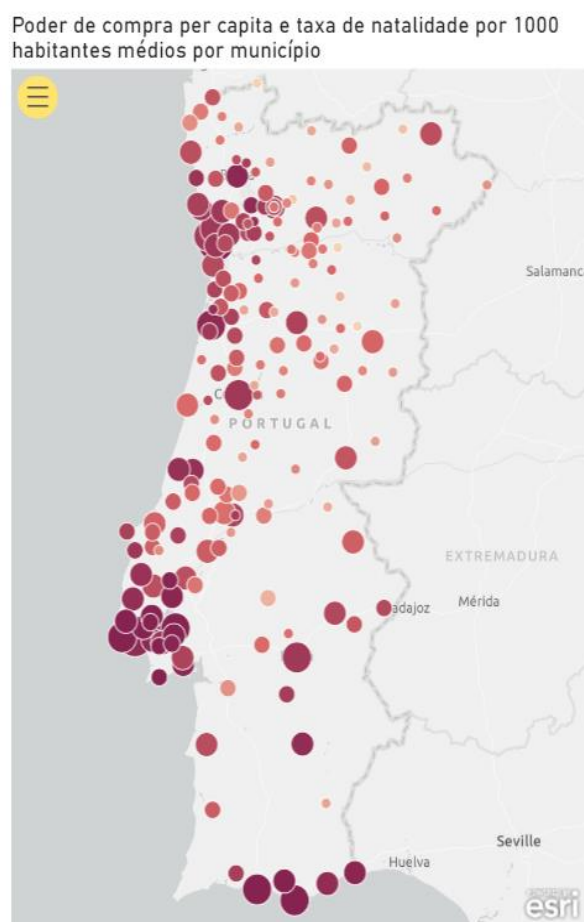 Poder de compra per capita e taxa de natalidade por 1000
habitantes médios por município
Salamanca
PORTUGAL
EXTREMADURA
Mérida
adajoz
Seville
Huelva
esri